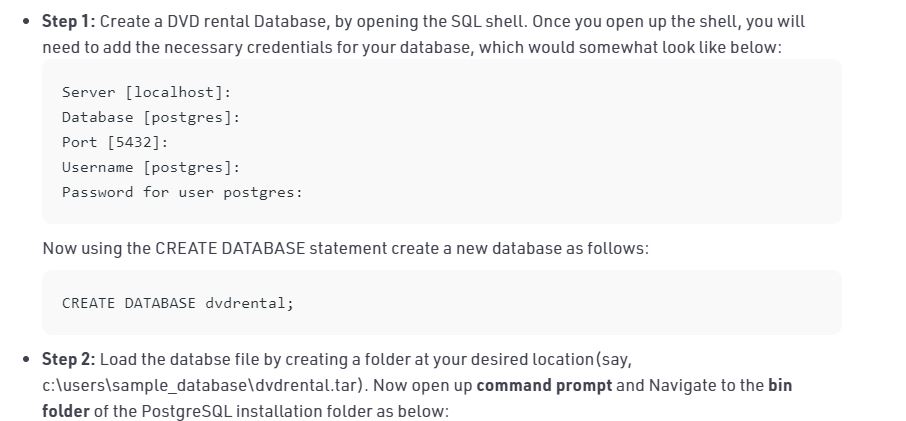 • Step 1: Create a DVD rental Database, by opening the SQL shell. Once you open up the shell, you will
need to add the necessary credentials for your database, which would somewhat look like below:
Server [localhost]:
Database [postgres]:
Port [5432]:
Username [postgres]:
Password for user postgres:
Now using the CREATE DATABASE statement create a new database as follows:
CREATE DATABASE dvdrental;
• Step 2: Load the databse file by creating a folder at your desired location(say,
c:\users\sample_database\dvdrental.tar). Now open up command prompt and Navigate to the bin
folder of the PostgreSQL installation folder as below: